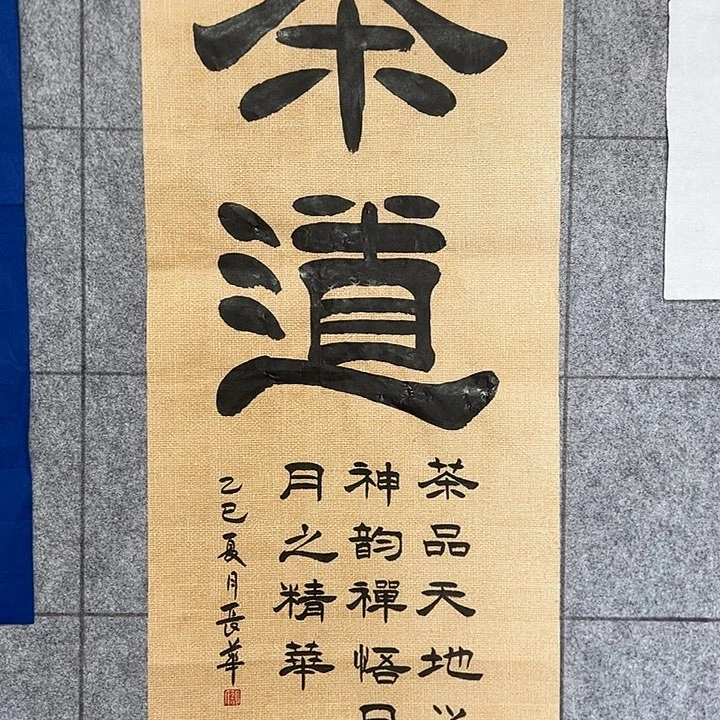 茶道
茶品天地
神韵禪悟日
月之精華
乙巳夏月長華